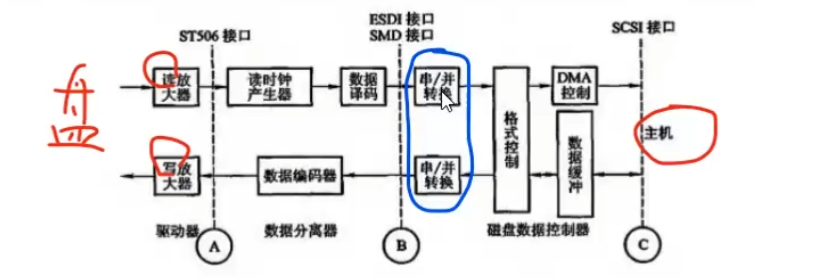 ESDI 接口
SMD 接口
ST506 接口
SCSI 接口
盘
读放
大器
读时钟
产生器
数据
译码
串/并
转换
格式控制
DMA
控制
主机
写放
大器
数据编码器
串/并
转换
数据缓冲
驱动器
A
数据分离器
B
磁盘数据控制器
C